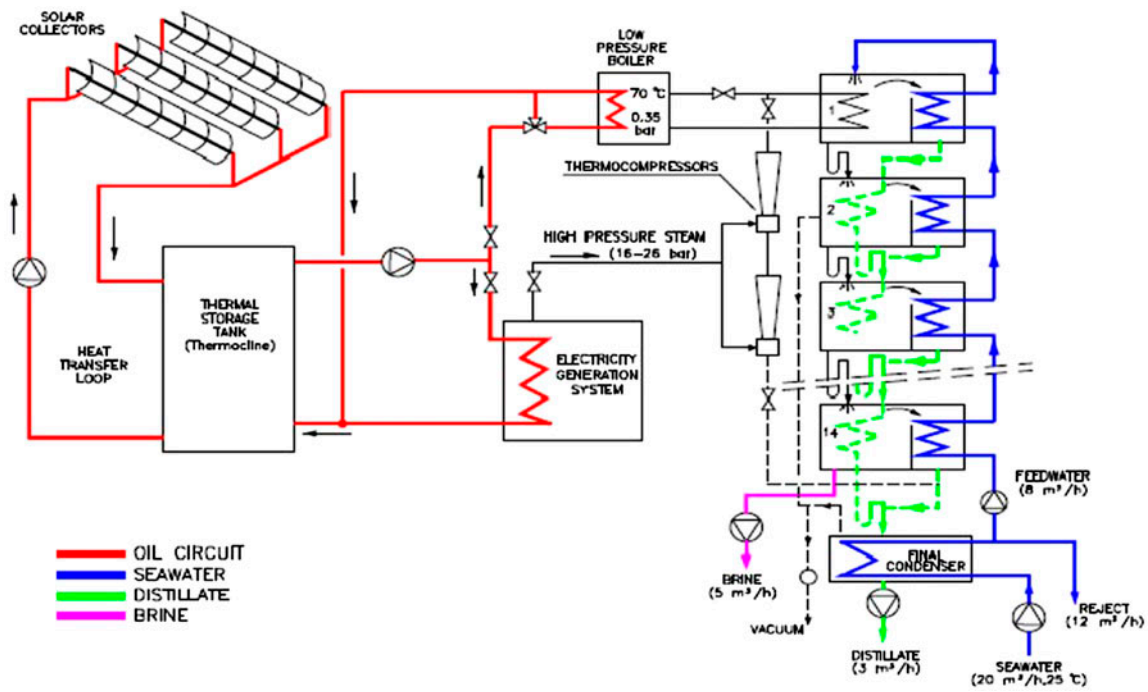 SOLAR
COLLECTORS
LOW
PRESSURE
BOILER
70 °C
0.35
bar
1
THERMOCOMPRESSORS
2
HIGH PRESSURE STEAM
(16-26 bar)
THERMAL
STORAGE
TANK
(Thermocline)
3
HEAT
TRANSFER
LOOP
ELECTRICITY
GENERATION
SYSTEM
14
FEEDWATER
(8 m³/h)
OIL CIRCUIT
SEAWATER
DISTILLATE
BRINE
FINAL
CONDENSER
BRINE
(5 m³/h)
REJECT
(12 m³/h)
VACUUM
DISTILLATE
(3 m³/h)
SEAWATER
(20 m³/h,25 °C)